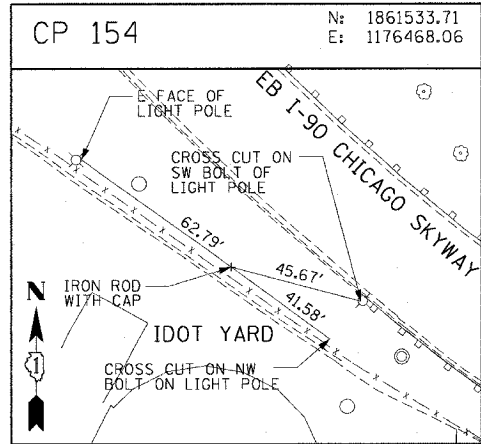 CP 154
N: 1861533.71
E: 1176468.06
E FACE OF
LIGHT POLE
EB I-90 CHICAGO SKYWAY
CROSS CUT ON
SW BOLT OF
LIGHT POLE
62.79'
45.67'
41.58'
IRON ROD
WITH CAP
N
1
IDOT YARD
CROSS CUT ON NW
BOLT ON LIGHT POLE